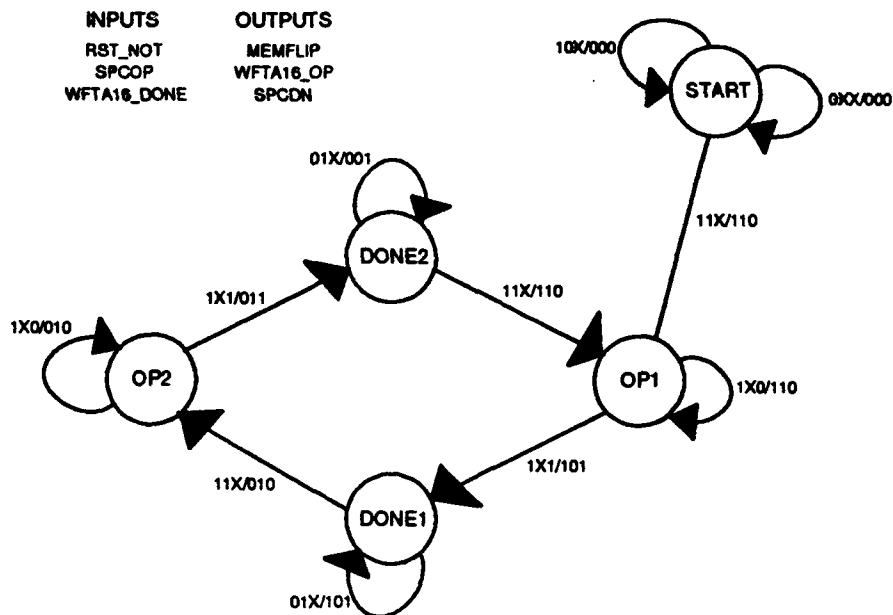 INPUTS OUTPUTS
RST_NOT MEMFLIP
SPCOP WFTA16_OP
WFTA16_DONE SPCDN
10X/000
START
0XX/000
01X/001
11X/110
DONE2
1X1/011
11X/110
1X0/010
OP2
OP1
1X0/110
1X1/101
11X/010
DONE1
01X/101